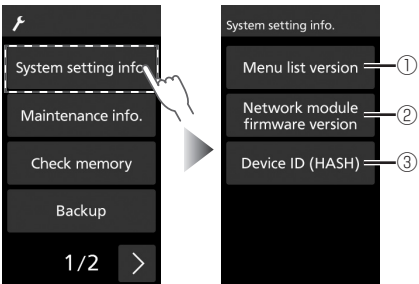 System setting info.
Maintenance info.
Check memory
Backup
1/2
System setting info.
Menu list version
①
Network module
firmware version
②
Device ID (HASH)
③